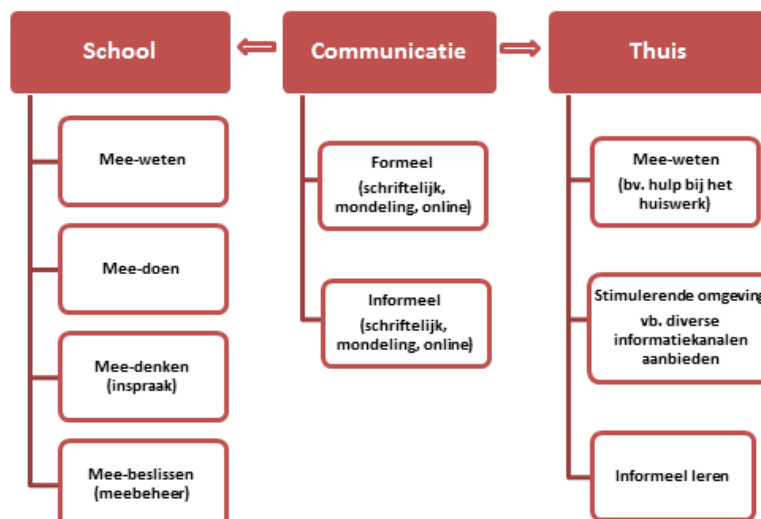 School
Communicatie
Thuis
Mee-weten
Mee-doen
Mee-denken
(inspraak)
Mee-beslissen
(meebeheer)
Formeel
(schriftelijk,
mondeling, online)
Informeel
(schriftelijk,
mondeling, online)
Mee-weten
(bv. hulp bij het
huiswerk)
Stimulerende omgeving
vb. diverse
informatiekanalen
aanbieden
Informeel leren